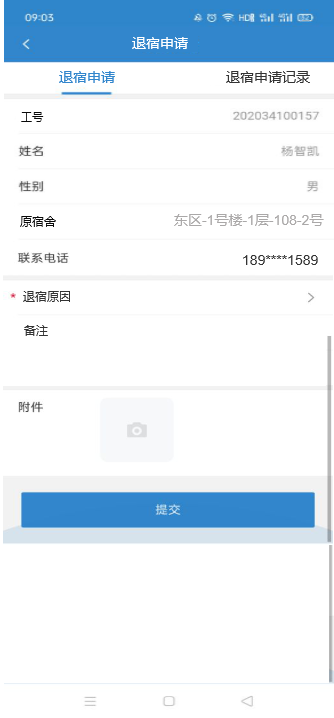 09:03 HD
退宿申请
退宿申请 退宿申请记录
工号 202034100157
姓名 杨智凯
性别 男
原宿舍 东区-1号楼-1层-108-2号
联系电话 189****1589
* 退宿原因
备注
附件
提交